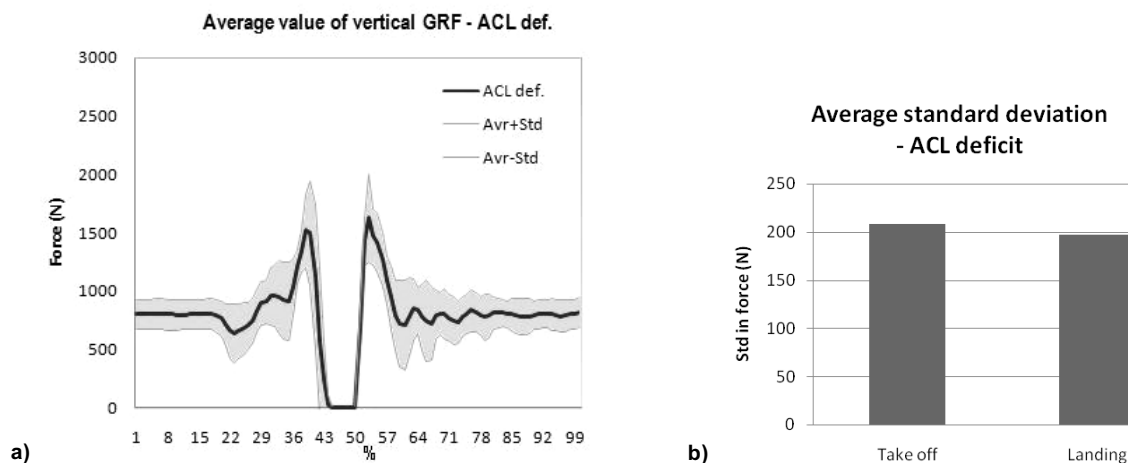 a)
Average value of vertical GRF - ACL def.
Force (N)
3000
2500
2000
1500
1000
500
0
ACL def.
Avr+Std
Avr-Std
1 8 15 22 29 36 43 50 57 64 71 78 85 92 99
%
b)
Average standard deviation
- ACL deficit
Std in force (N)
250
200
150
100
50
0
Take off Landing